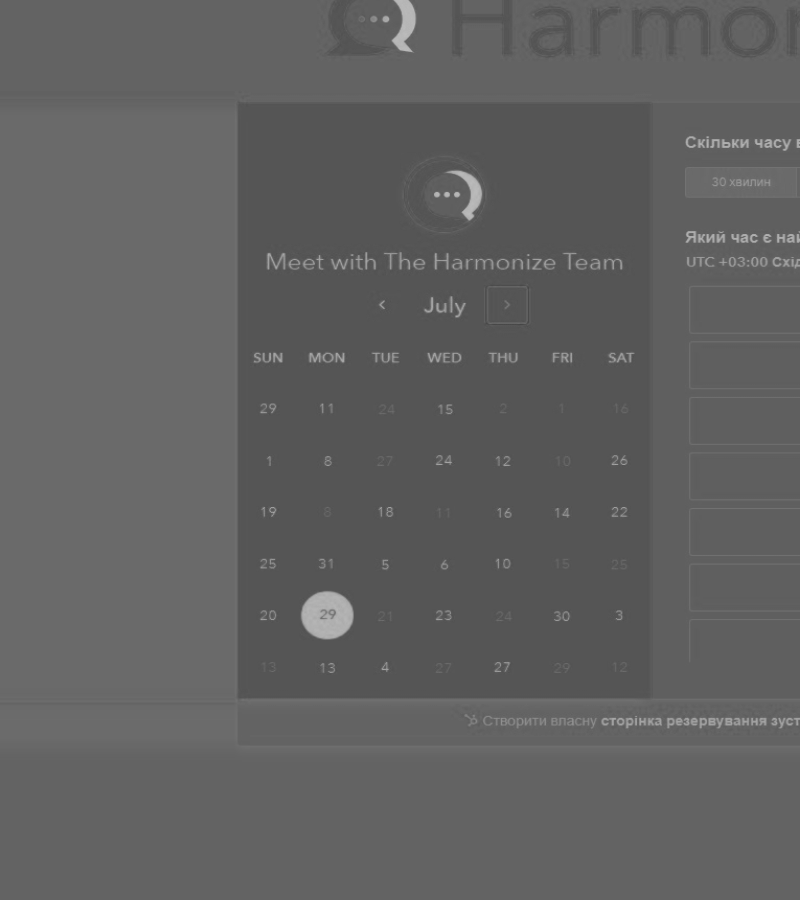 Harmon
Скільки часу в
30 хвилин
Meet with The Harmonize Team
Який час є най
UTC +03:00 Схід
July
SUN MON TUE WED THU FRI SAT
29 11 24 15 2 1 16
1 8 27 24 12 10 26
19 8 18 11 16 14 22
25 31 5 6 10 15 25
20 29 21 23 24 30 3
13 13 4 27 27 29 12
Створити власну сторінка резервування зуст